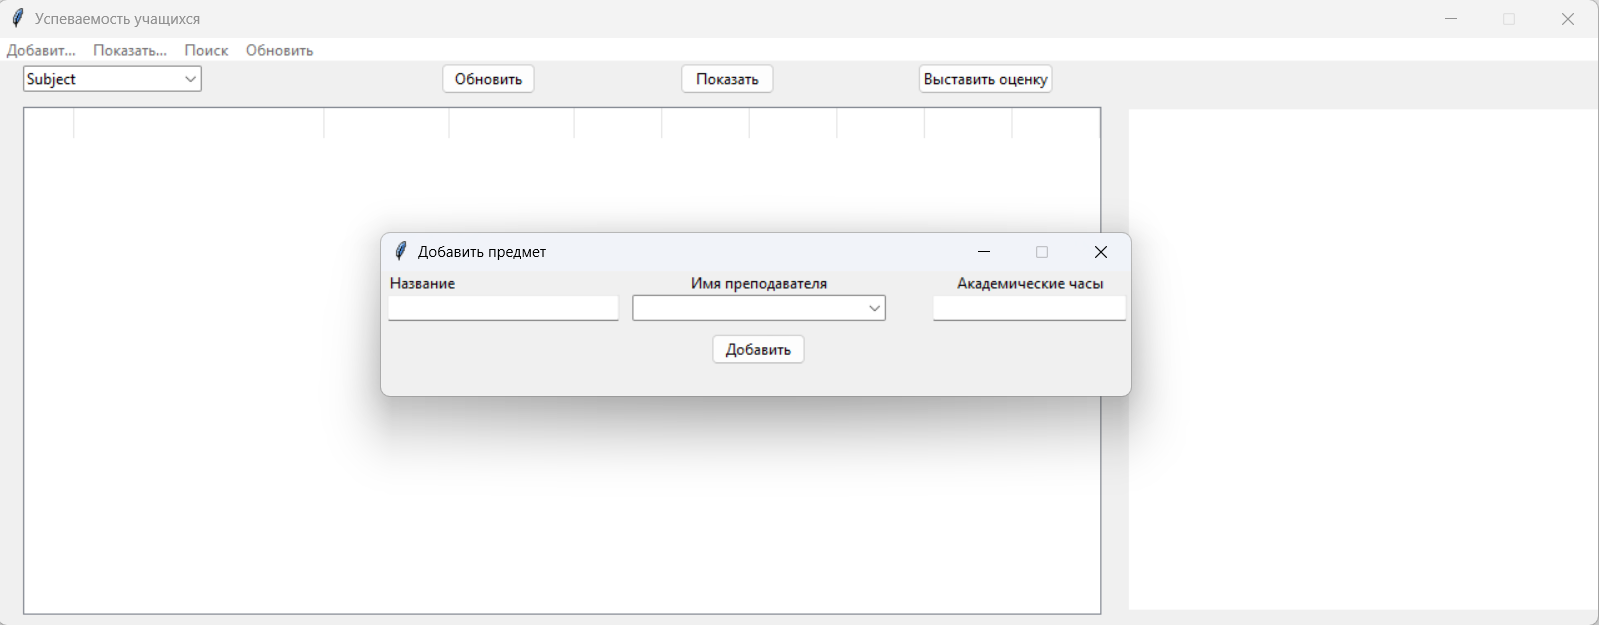 Успеваемость учащихся
Добавит... Показать... Поиск Обновить
Subject Обновить Показать Выставить оценку
Добавить предмет
Название Имя преподавателя Академические часы
Добавить